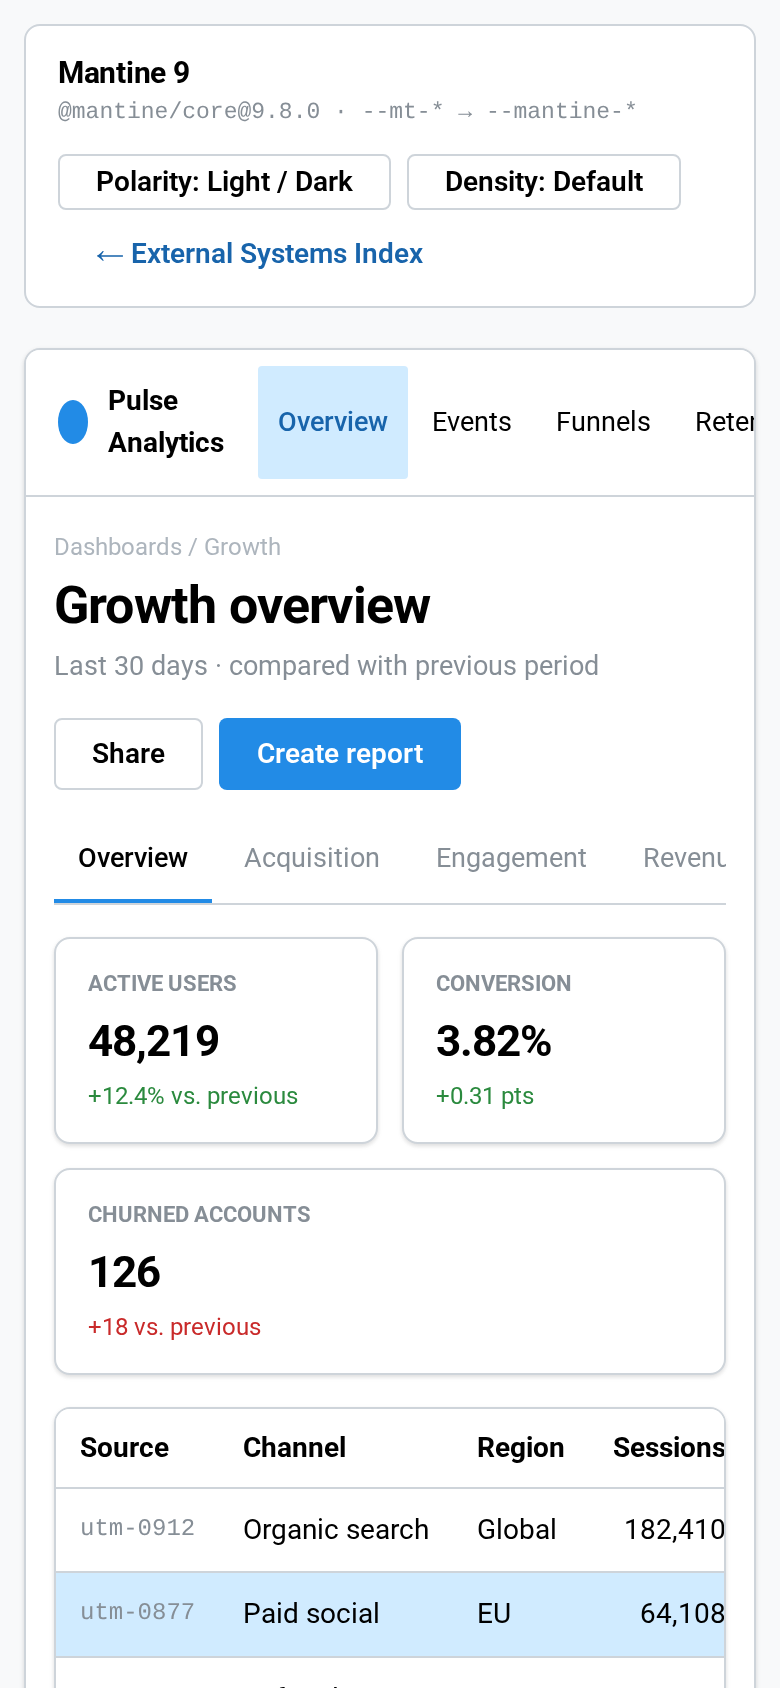 Mantine 9
@mantine/core@9.8.0 · --mt-* → --mantine-*
Polarity: Light / Dark
Density: Default
← External Systems Index
Pulse Analytics
Overview
Events
Funnels
Reter
Dashboards / Growth
Growth overview
Last 30 days · compared with previous period
Share
Create report
Overview
Acquisition
Engagement
Revenu
ACTIVE USERS
48,219
+12.4% vs. previous
CONVERSION
3.82%
+0.31 pts
CHURNED ACCOUNTS
126
+18 vs. previous
Source Channel Region Sessions
utm-0912 Organic search Global 182,410
utm-0877 Paid social EU 64,108